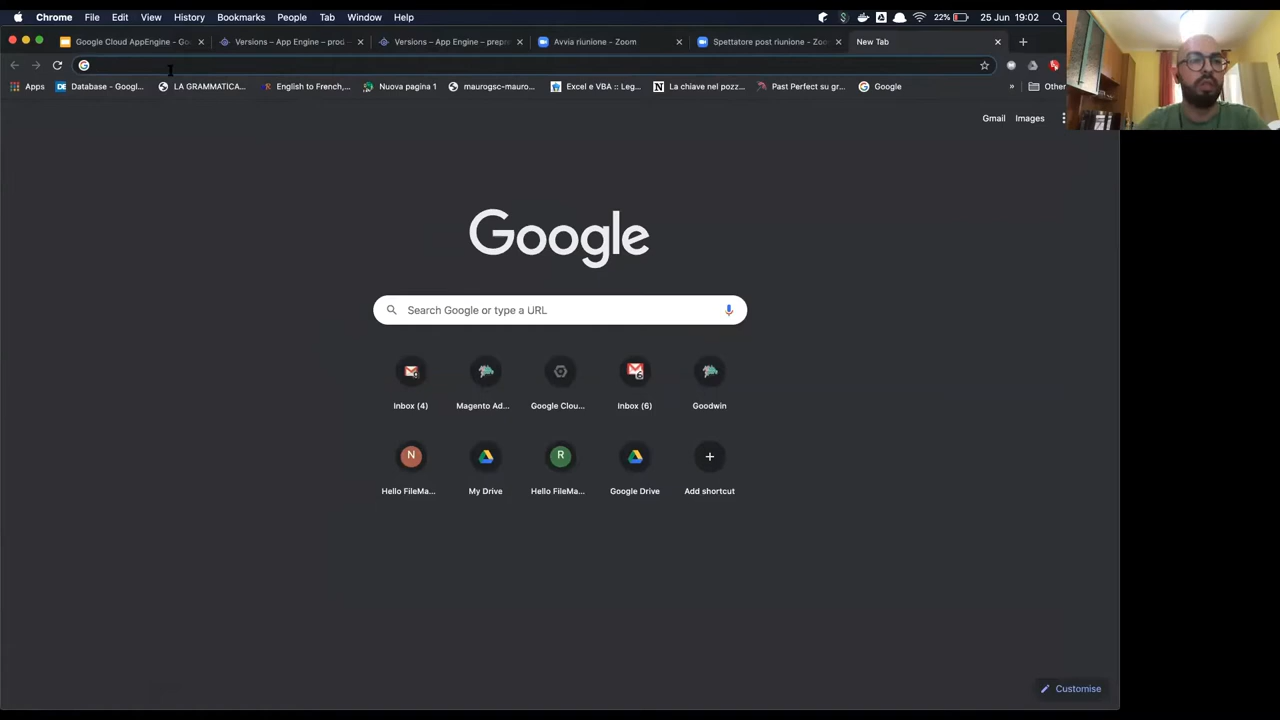 Chrome File Edit View History Bookmarks People Tab Window Help 22% 25 Jun 19:02
Google Cloud AppEngine - Go Versions – App Engine – prod Versions – App Engine – prepr Avvia riunione - Zoom Spettatore post riunione - Zoo New Tab
Apps DE Database - Googl... LA GRAMMATICA... English to French,... Nuova pagina 1 maurogsc-mauro... Excel e VBA :: Leg... La chiave nel pozz... Past Perfect su gr... Google » Other
Gmail Images
Google
Search Google or type a URL
Inbox (4) Magento Ad... Google Clou... Inbox (6) Goodwin
N R
Hello FileMa... My Drive Hello FileMa... Google Drive Add shortcut
Customise